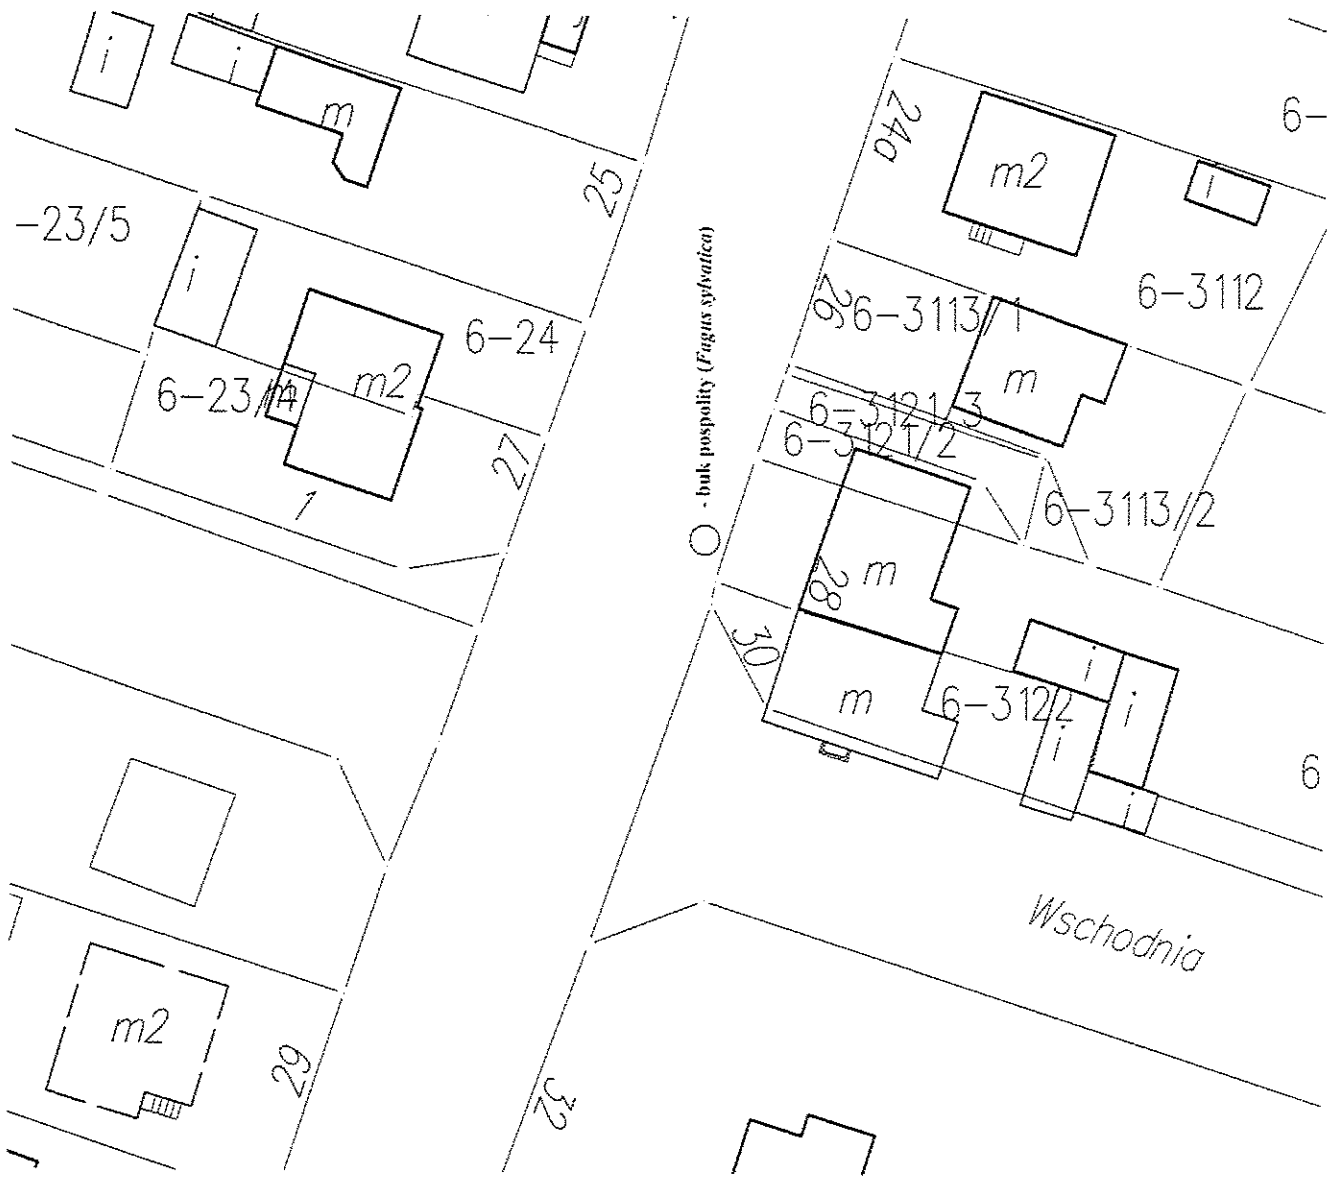 i
i
m
24a
6-
m2
i
25
-23/5
i
6-3112
26
6-3113/1
6-24
m2
m
6-23/4
m
6-3121/3
6-3121/2
- buk pospolity (Fagus sylvatica)
27
1
6-3113/2
m
28
30
i
i
m
6-3122
i
6
i
Wschodnia
m2
29
32